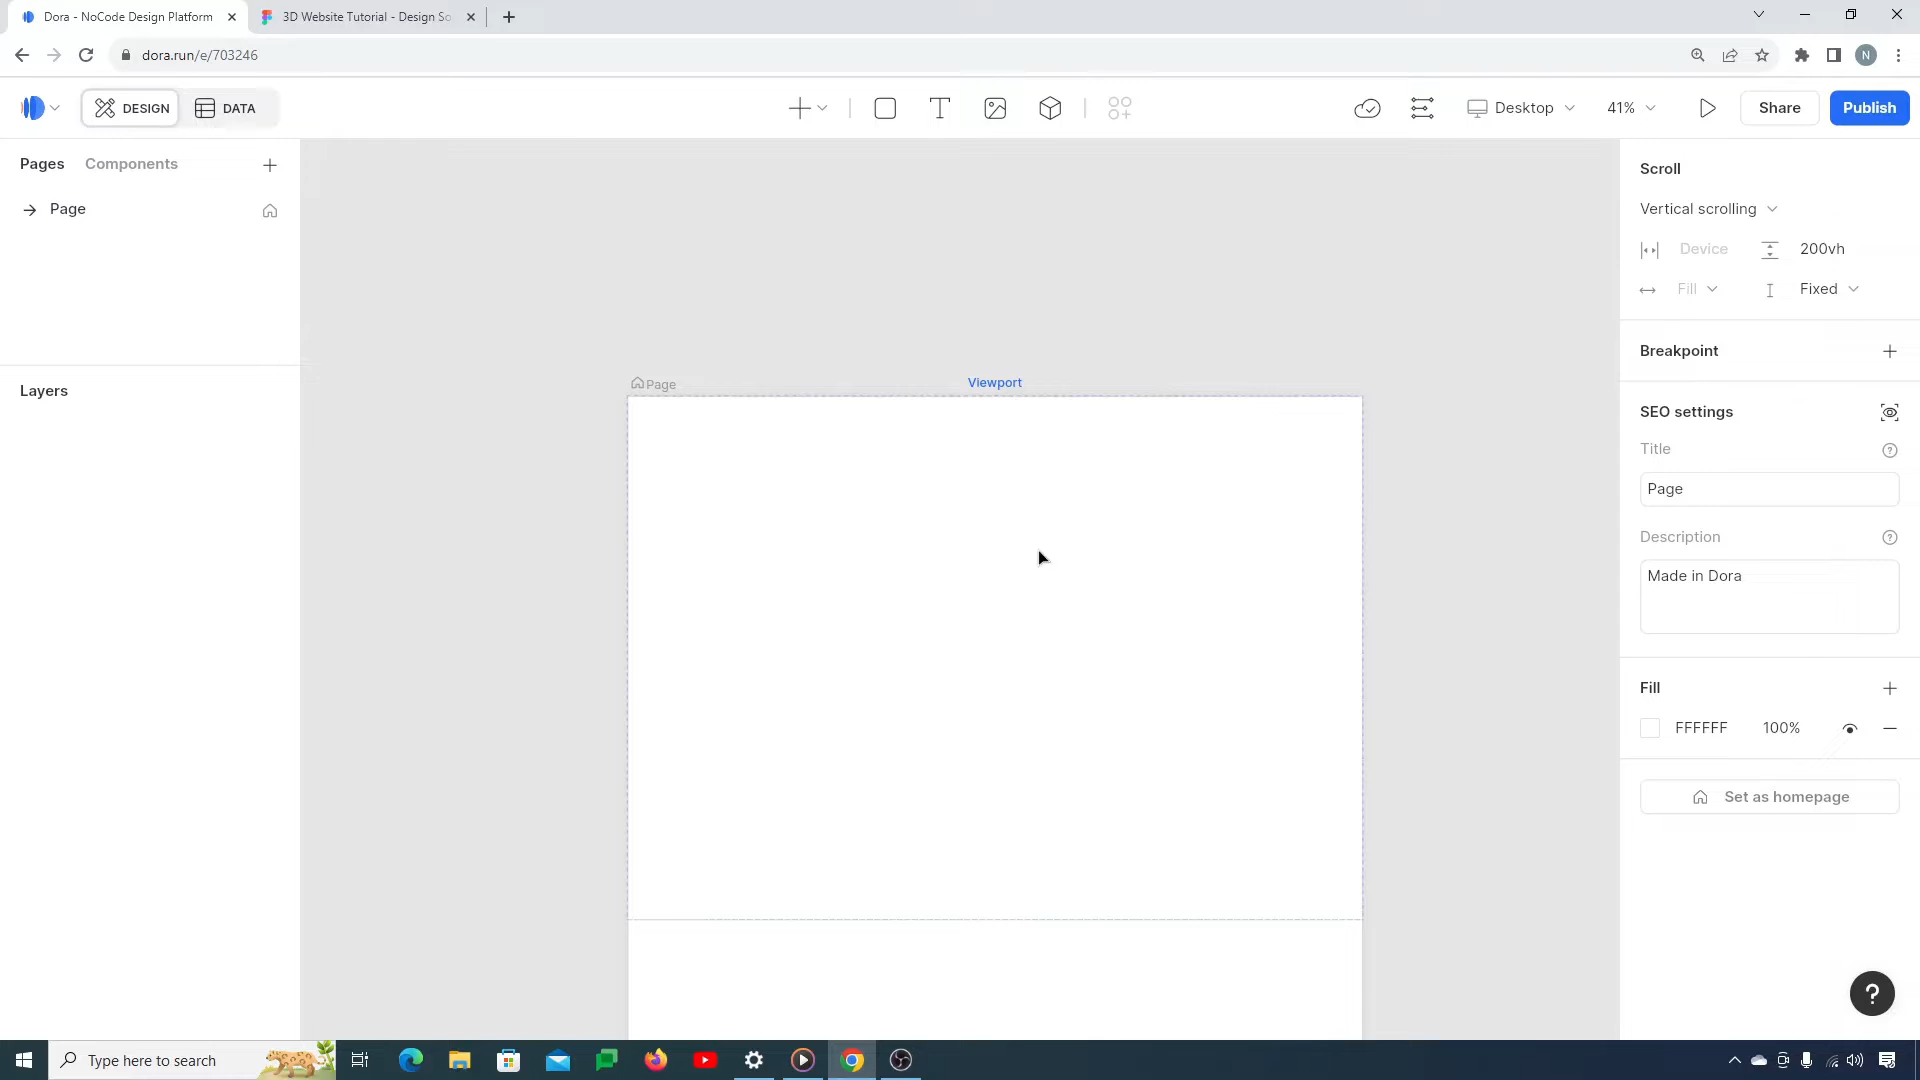 Dora - NoCode Design Platform
3D Website Tutorial - Design So
dora.run/e/703246
N
DESIGN
DATA
Desktop
41%
Share
Publish
Pages
Components
Page
Layers
Page
Viewport
Scroll
Vertical scrolling
Device
200vh
Fill
Fixed
Breakpoint
SEO settings
Title
Page
Description
Made in Dora
Fill
FFFFFF
100%
Set as homepage
?
Type here to search